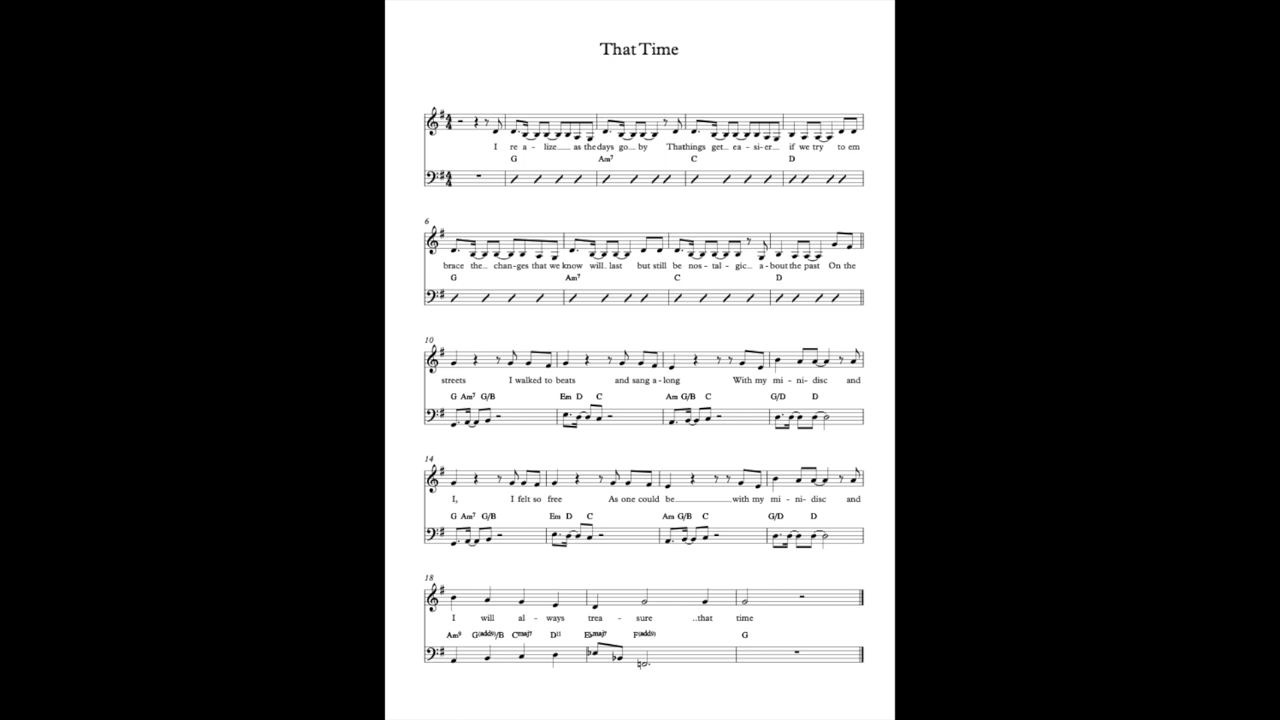 That Time
I re a - lize as the days go by Thathings get ea - si-er if we try to em
G Am7 C D
6
brace the chan-ges that we know will last but still be nos - tal - gic a - bout the past On the
G Am7 C D
10
streets I walked to beats and sang a - long With my mi - ni - disc and
G Am7 G/B Em D C Am G/B C G/D D
14
I, I felt so free As one could be with my mi - ni - disc and
G Am7 G/B Em D C Am G/B C G/D D
18
I will al - ways trea - sure ..that time
Am9 G(add9)/B Cmaj7 D11 Ebmaj7 F(add9) G